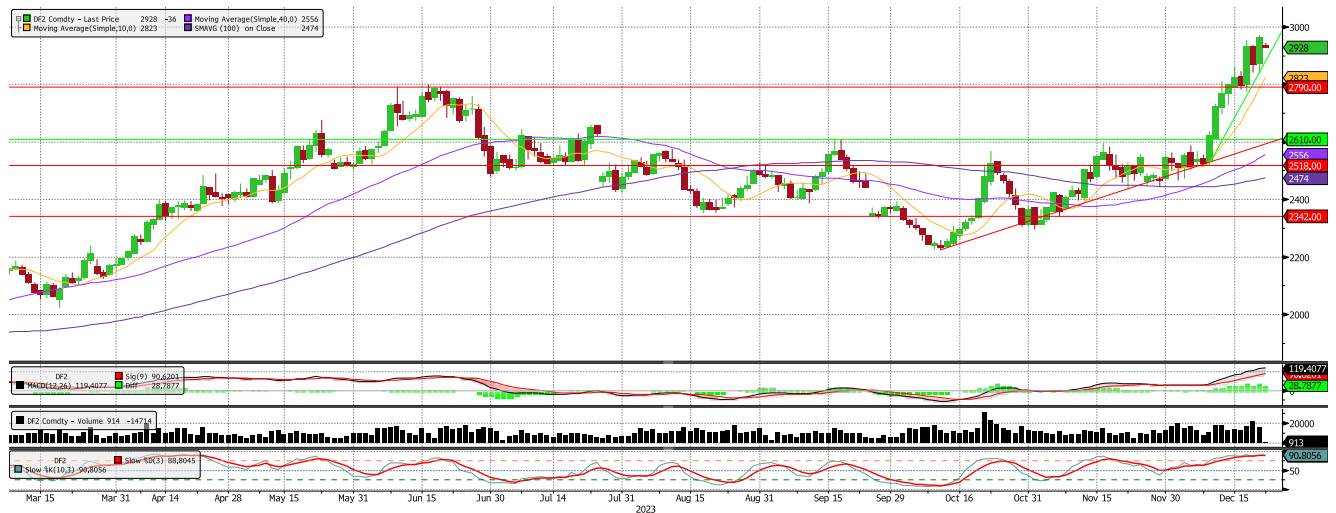 DF2 Comdty - Last Price 2928 -36 Moving Average(Simple,40,0) 2556
Moving Average(Simple,10,0) 2823 SMAVG (100) on Close 2474
3000
2928
2823
2790.00
2610.00
2556
2518.00
2474
2400
2342.00
2200
2000
DF2 Sig(9) 90,6201
MACD(12,26) 119,4077 Diff 28,7877
119,4077
28,7877
0
DF2 Comdty - Volume 914 -14714
20000
913
DF2 Slow %D(3) 88,8045
Slow %K(10,3) 90,8056
90,8056
50
Mar 15 Mar 31 Apr 14 Apr 28 May 15 May 31 Jun 15 Jun 30 Jul 14 Jul 31 Aug 15 Aug 31 Sep 15 Sep 29 Oct 16 Oct 31 Nov 15 Nov 30 Dec 15
2023